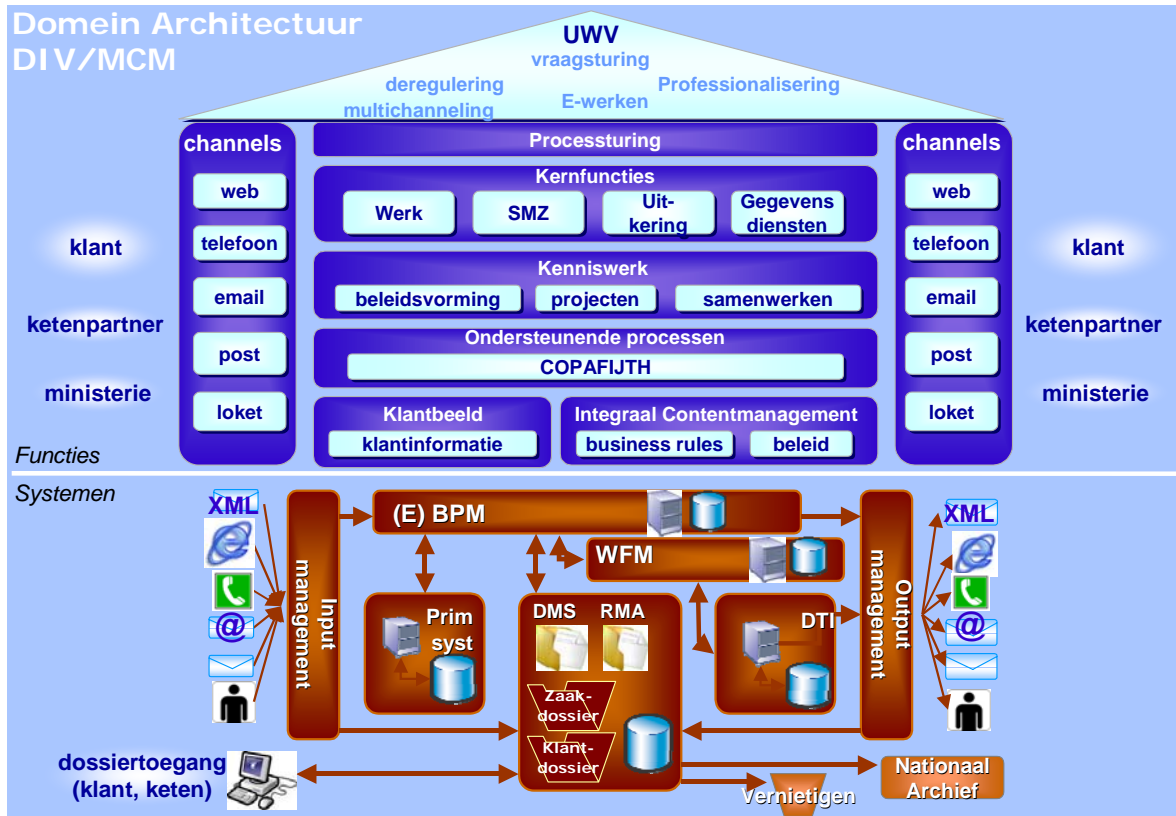 Domein Architectuur
DIV/MCM
UWV
vraagsturing
deregulering
Professionalisering
multichanneling
E-werken
channels
web
telefoon
email
post
loket
klant
ketenpartner
ministerie
Processturing
Kernfuncties
Werk
SMZ
Uit-
kering
Gegevens
diensten
Kenniswerk
beleidsvorming
projecten
samenwerken
Ondersteunende processen
COPAFIJTH
Klantbeeld
klantinformatie
Integraal Contentmanagement
business rules
beleid
channels
web
telefoon
email
post
loket
klant
ketenpartner
ministerie
Functies
Systemen
XML
@
Input
management
(E) BPM
WFM
Prim
syst
DMS
RMA
Zaak-
dossier
Klant-
dossier
DTI
Output
management
XML
@
dossiertoegang
(klant, keten)
Vernietigen
Nationaal
Archief